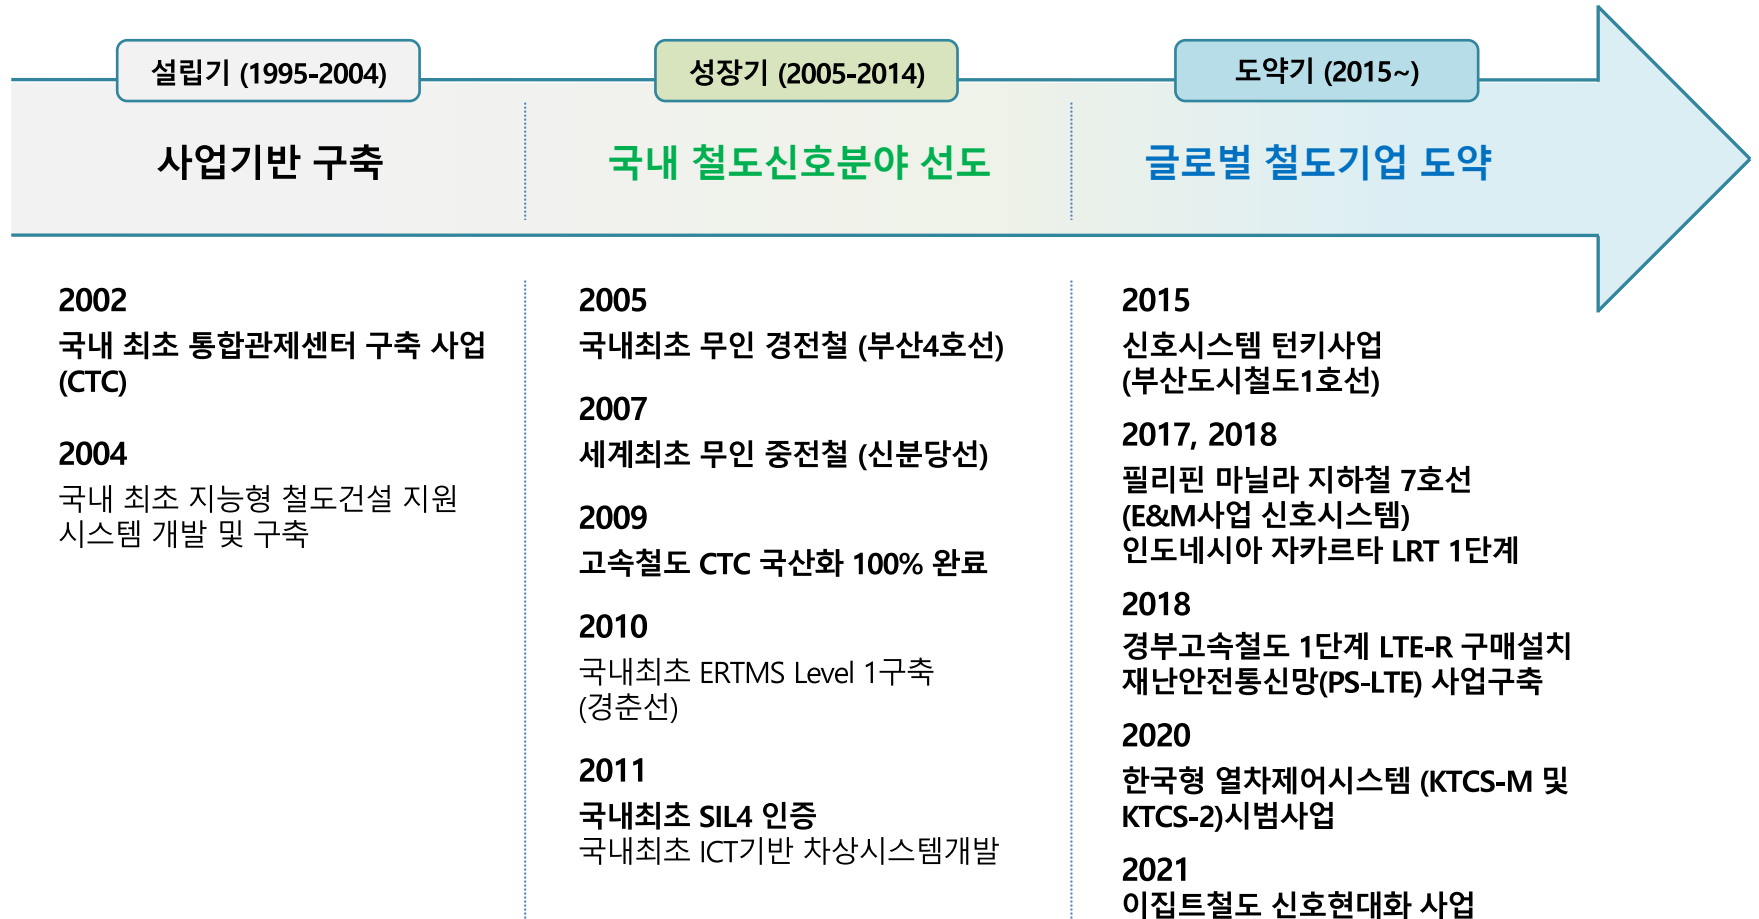 설립기 (1995-2004)
사업기반 구축
2002
국내 최초 통합관제센터 구축 사업
(CTC)
2004
국내 최초 지능형 철도건설 지원
시스템 개발 및 구축
성장기 (2005-2014)
국내 철도신호분야 선도
2005
국내최초 무인 경전철 (부산4호선)
2007
세계최초 무인 중전철 (신분당선)
2009
고속철도 CTC 국산화 100% 완료
2010
국내최초 ERTMS Level 1구축
(경춘선)
2011
국내최초 SIL4 인증
국내최초 ICT기반 차상시스템개발
도약기 (2015~)
글로벌 철도기업 도약
2015
신호시스템 턴키사업
(부산도시철도1호선)
2017, 2018
필리핀 마닐라 지하철 7호선
(E&M사업 신호시스템)
인도네시아 자카르타 LRT 1단계
2018
경부고속철도 1단계 LTE-R 구매설치
재난안전통신망(PS-LTE) 사업구축
2020
한국형 열차제어시스템 (KTCS-M 및
KTCS-2)시범사업
2021
이집트철도 신호현대화 사업